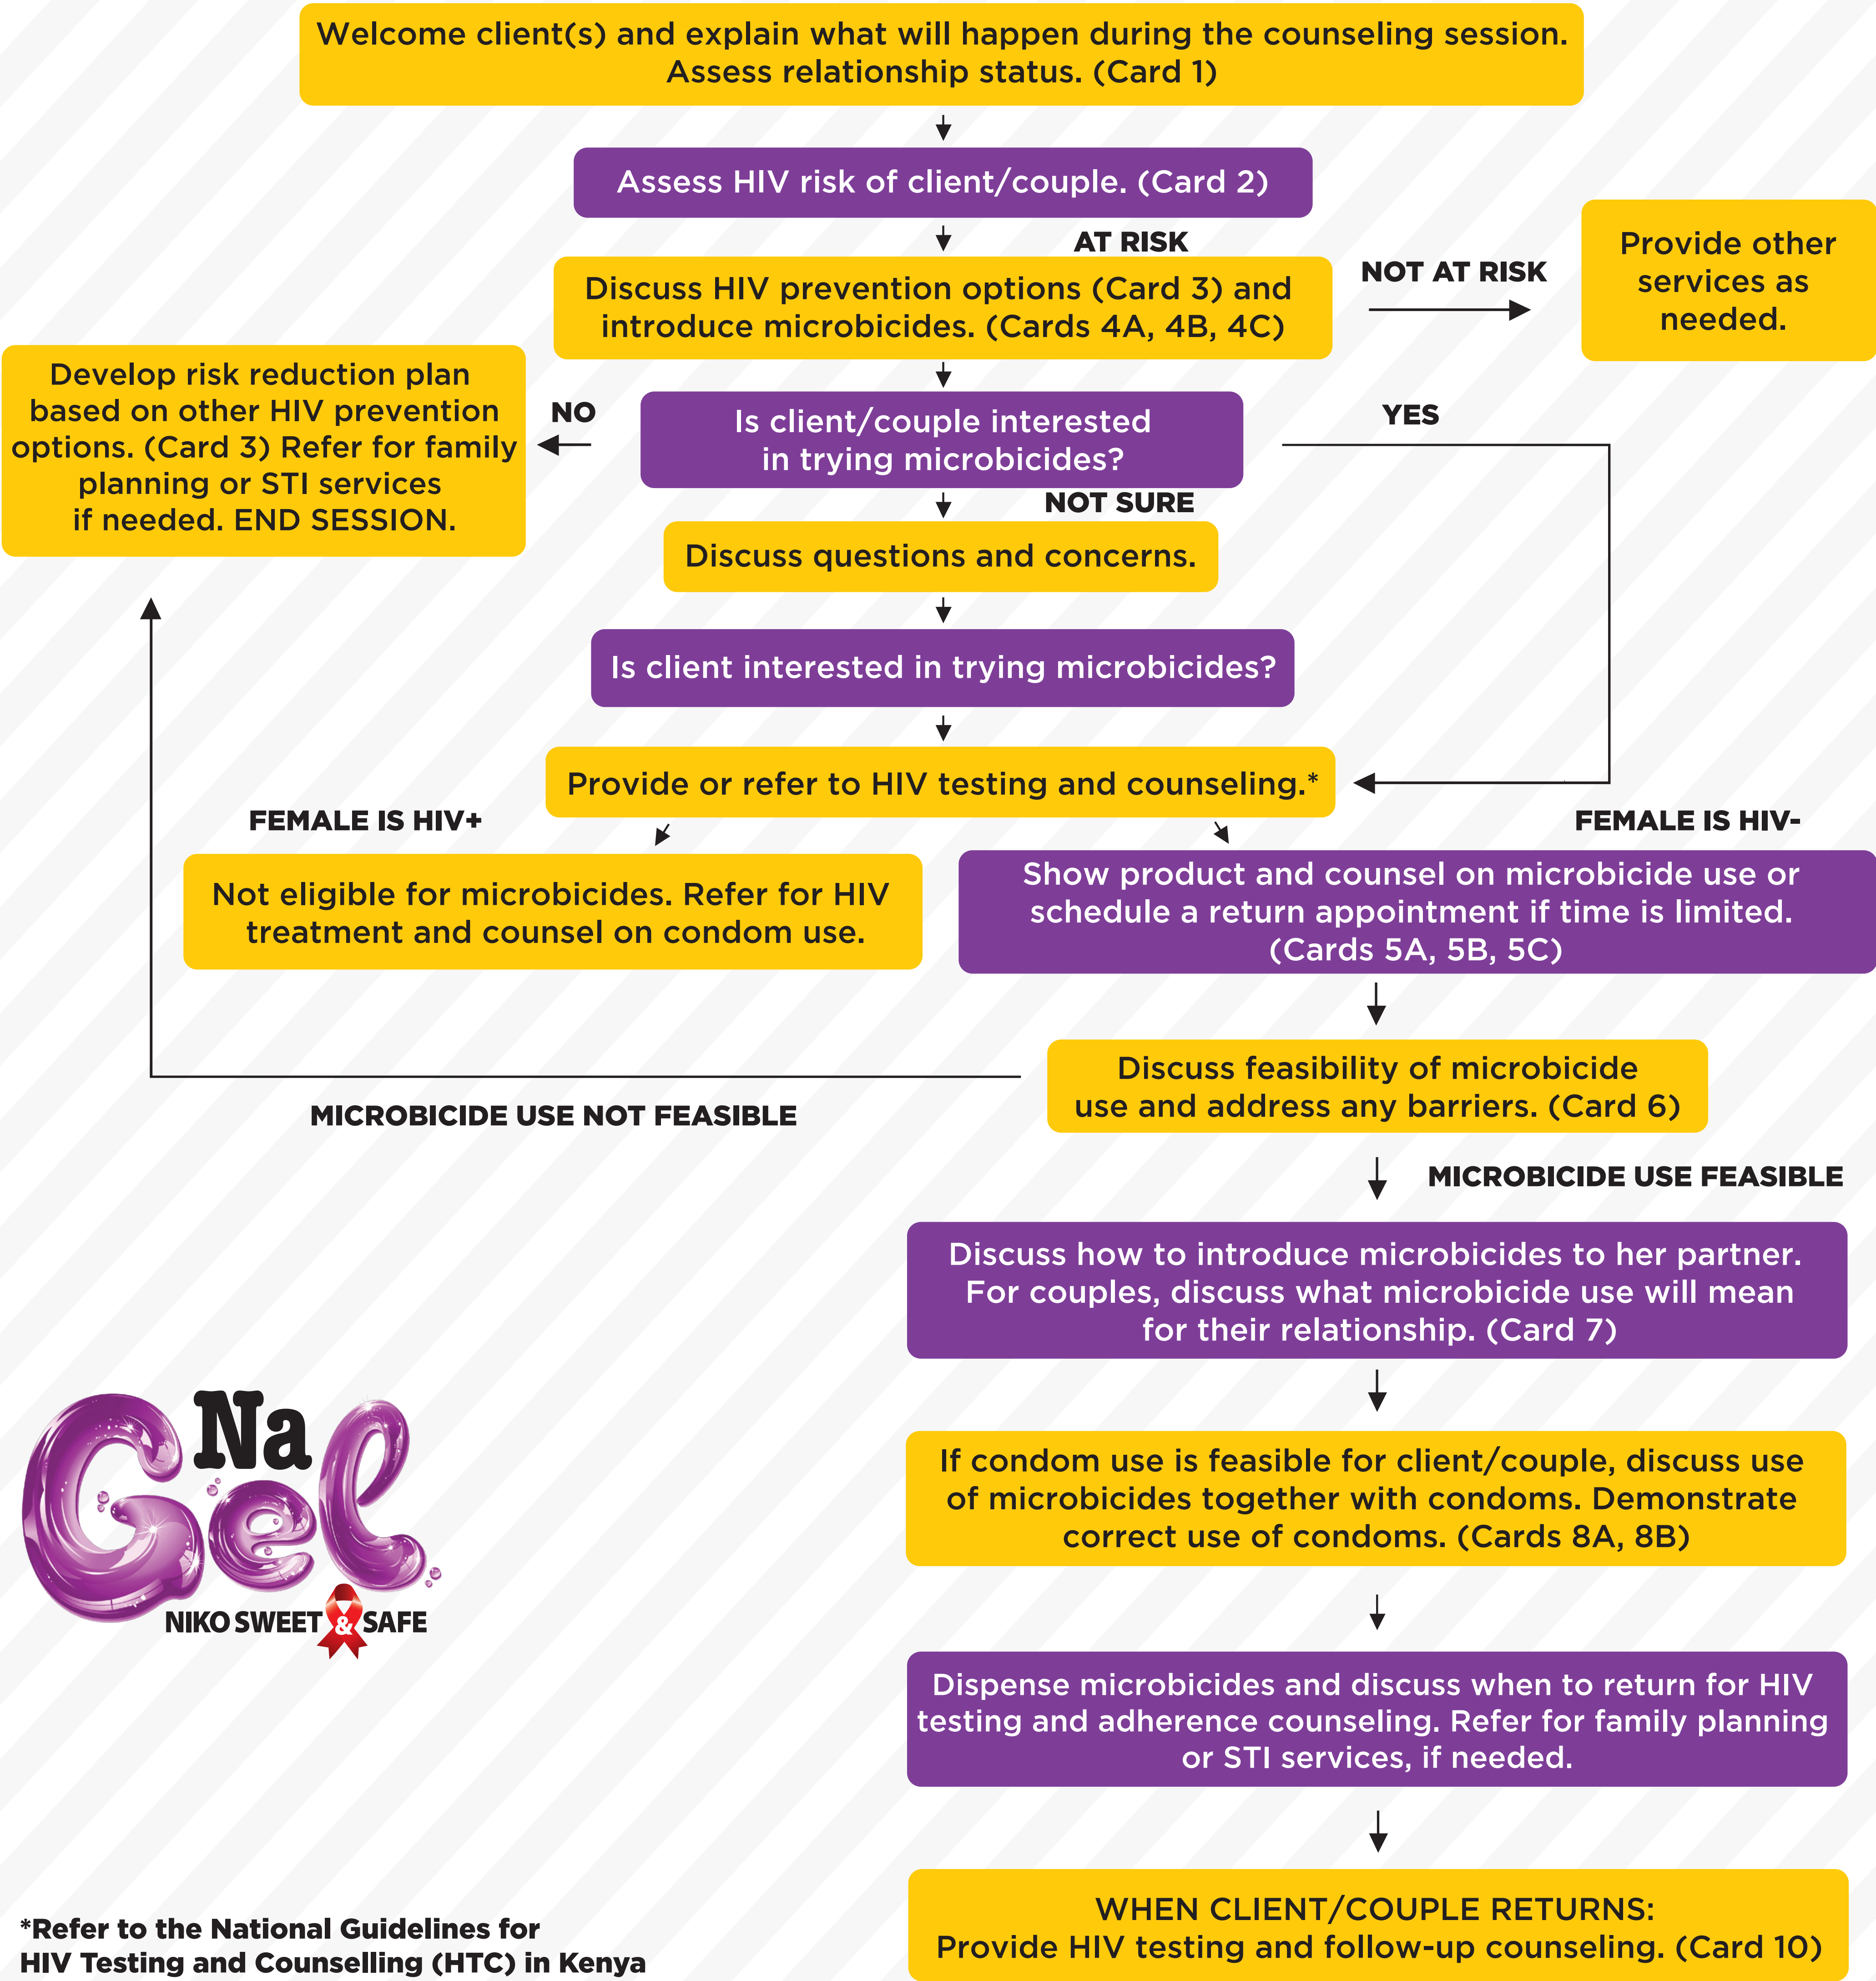 Welcome client(s) and explain what will happen during the counseling session.
Assess relationship status. (Card 1)
Assess HIV risk of client/couple. (Card 2)
AT RISK
Discuss HIV prevention options (Card 3) and
introduce microbicides. (Cards 4A, 4B, 4C)
NOT AT RISK
Provide other
services as
needed.
Is client/couple interested
in trying microbicides?
NO
Develop risk reduction plan
based on other HIV prevention
options. (Card 3) Refer for family
planning or STI services
if needed. END SESSION.
YES
NOT SURE
Discuss questions and concerns.
Is client interested in trying microbicides?
Provide or refer to HIV testing and counseling.*
FEMALE IS HIV+
Not eligible for microbicides. Refer for HIV
treatment and counsel on condom use.
FEMALE IS HIV-
Show product and counsel on microbicide use or
schedule a return appointment if time is limited.
(Cards 5A, 5B, 5C)
Discuss feasibility of microbicide
use and address any barriers. (Card 6)
MICROBICIDE USE NOT FEASIBLE
MICROBICIDE USE FEASIBLE
Discuss how to introduce microbicides to her partner.
For couples, discuss what microbicide use will mean
for their relationship. (Card 7)
If condom use is feasible for client/couple, discuss use
of microbicides together with condoms. Demonstrate
correct use of condoms. (Cards 8A, 8B)
Dispense microbicides and discuss when to return for HIV
testing and adherence counseling. Refer for family planning
or STI services, if needed.
WHEN CLIENT/COUPLE RETURNS:
Provide HIV testing and follow-up counseling. (Card 10)
Na
Gel
NIKO SWEET & SAFE
*Refer to the National Guidelines for
HIV Testing and Counselling (HTC) in Kenya